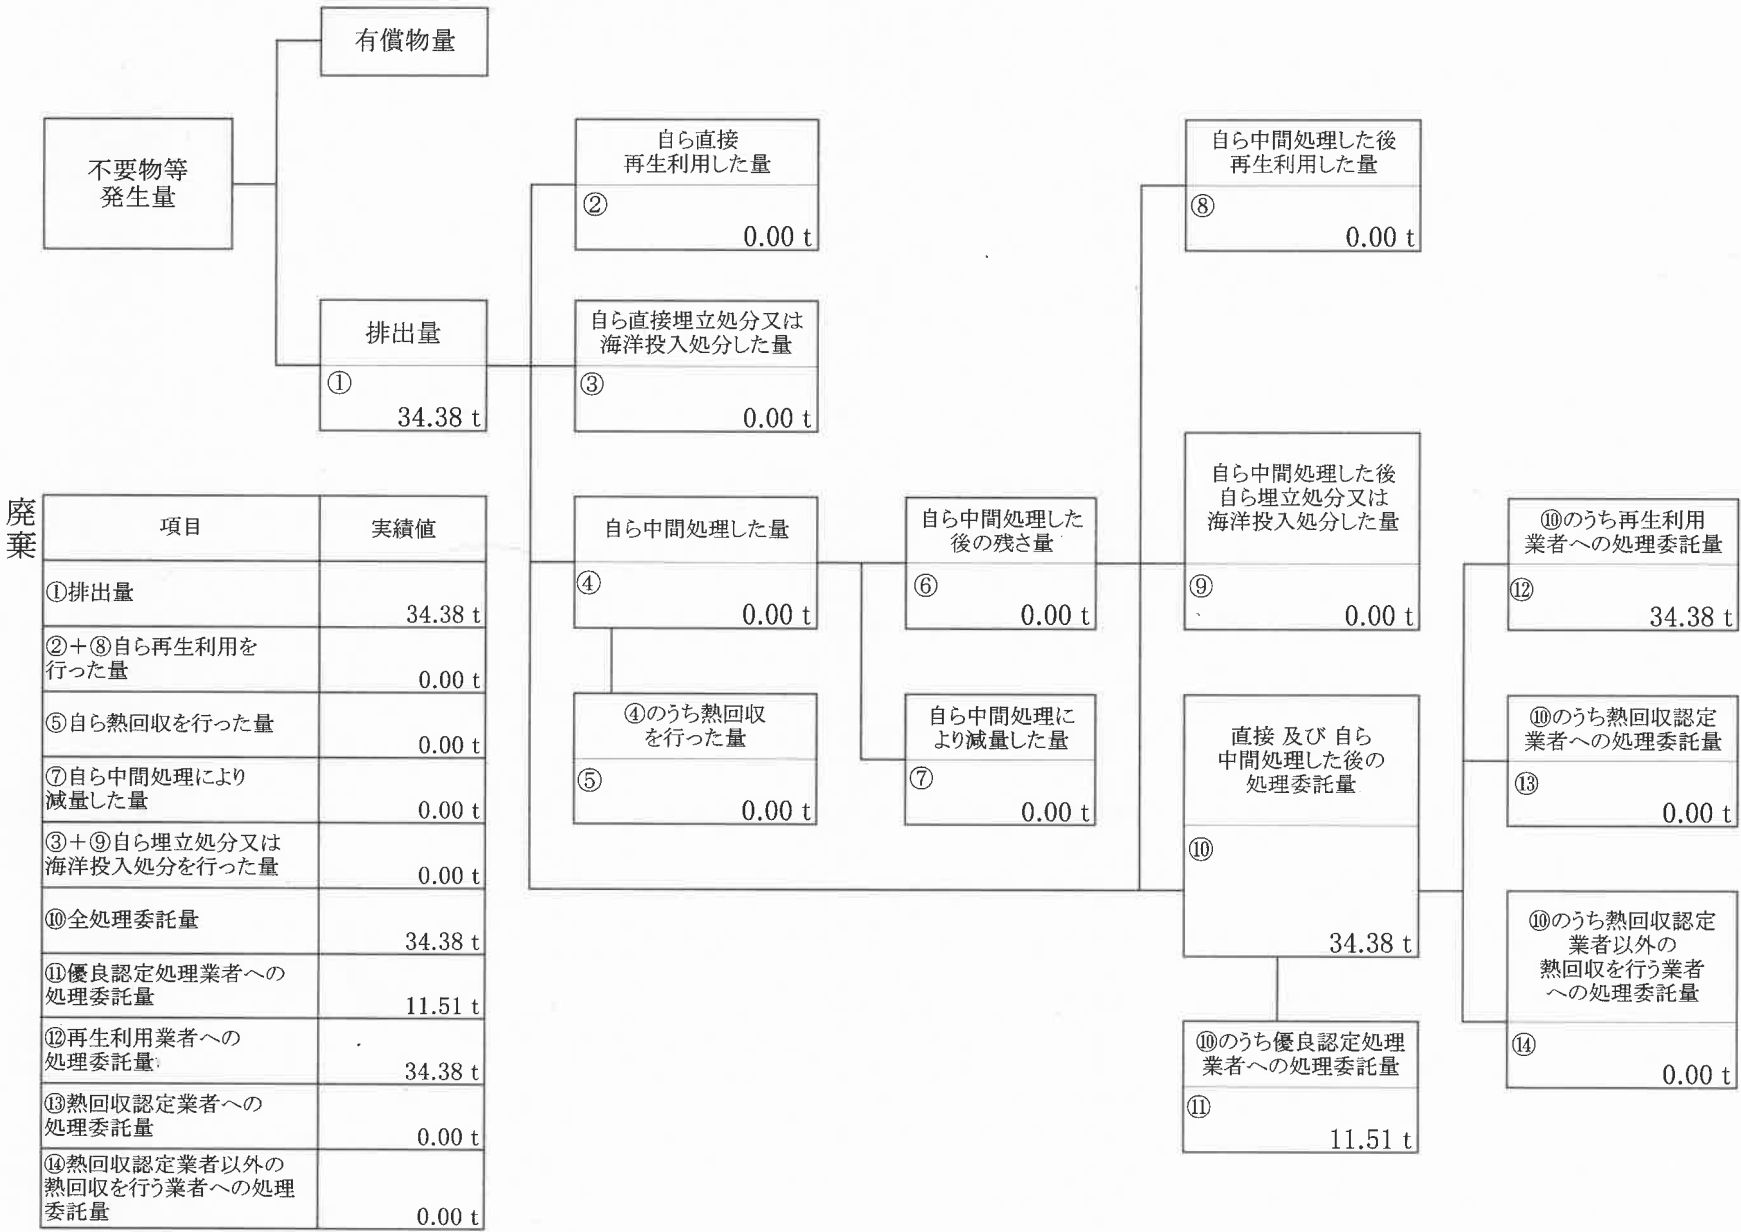 有償物量
不要物等
発生量
排出量
①
34.38 t
自ら直接
再生利用した量
②
0.00 t
自ら直接埋立処分又は
海洋投入処分した量
③
0.00 t
自ら中間処理した量
④
0.00 t
④のうち熱回収
を行った量
⑤
0.00 t
自ら中間処理した
後の残さ量
⑥
0.00 t
自ら中間処理に
より減量した量
⑦
0.00 t
自ら中間処理した後
再生利用した量
⑧
0.00 t
自ら中間処理した後
自ら埋立処分又は
海洋投入処分した量
⑨
0.00 t
直接 及び 自ら
中間処理した後の
処理委託量
⑩
34.38 t
⑩のうち優良認定処理
業者への処理委託量
⑪
11.51 t
⑩のうち再生利用
業者への処理委託量
⑫
34.38 t
⑩のうち熱回収認定
業者への処理委託量
⑬
0.00 t
⑩のうち熱回収認定
業者以外の
熱回収を行う業者
への処理委託量
⑭
0.00 t
廃
棄
項目
実績値
①排出量
34.38 t
②＋⑧自ら再生利用を
行った量
0.00 t
⑤自ら熱回収を行った量
0.00 t
⑦自ら中間処理により
減量した量
0.00 t
③＋⑨自ら埋立処分又は
海洋投入処分を行った量
0.00 t
⑩全処理委託量
34.38 t
⑪優良認定処理業者への
処理委託量
11.51 t
⑫再生利用業者への
処理委託量
34.38 t
⑬熱回収認定業者への
処理委託量
0.00 t
⑭熱回収認定業者以外の
熱回収を行う業者への処理
委託量
0.00 t